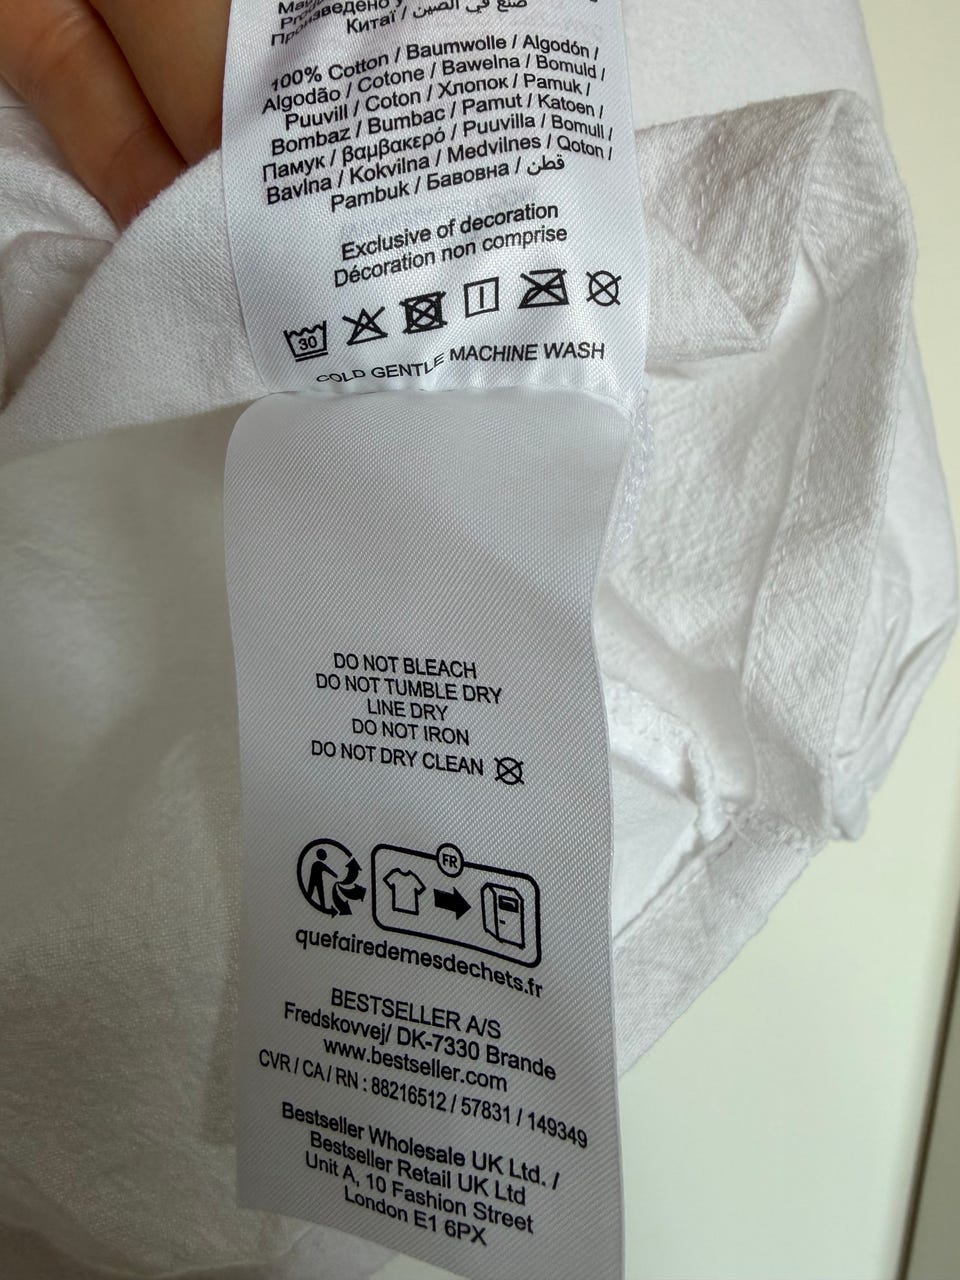 Китаї / صنع في الصين /
100% Cotton / Baumwolle / Algodón /
Algodão / Cotone / Bawełna / Bomuld /
Puuvill / Coton / Хлопок / Pamuk /
Bombaz / Bumbac / Pamut / Katoen /
Памук / βαμβακερό / Puuvilla / Bomull /
Bavlna / Kokvilna / Medvilnes / Qoton /
Pambuk / Бавовна / قطن
Exclusive of decoration
Décoration non comprise
30
COLD GENTLE MACHINE WASH
DO NOT BLEACH
DO NOT TUMBLE DRY
LINE DRY
DO NOT IRON
DO NOT DRY CLEAN
FR
quefairedemesdechets.fr
BESTSELLER A/S
Fredskovvej/ DK-7330 Brande
www.bestseller.com
CVR / CA / RN : 88216512 / 57831 / 149349
Bestseller Wholesale UK Ltd. /
Bestseller Retail UK Ltd
Unit A, 10 Fashion Street
London E1 6PX